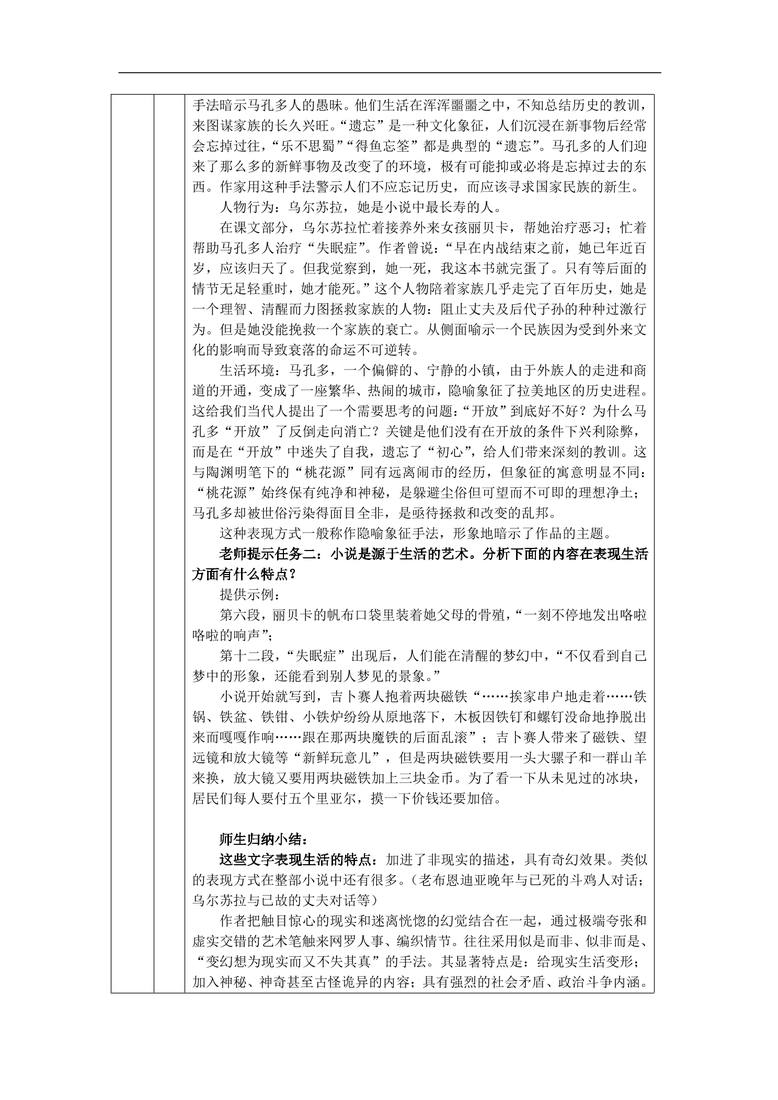 手法暗示马孔多人的愚昧。他们生活在浑浑噩噩之中，不知总结历史的教训，
来图谋家族的长久兴旺。“遗忘”是一种文化象征，人们沉浸在新事物后经常
会忘掉过往，“乐不思蜀”“得鱼忘筌”都是典型的“遗忘”。马孔多的人们迎
来了那么多的新鲜事物及改变了的环境，极有可能抑或必将是忘掉过去的东
西。作家用这种手法警示人们不应忘记历史，而应该寻求国家民族的新生。
人物行为：乌尔苏拉，她是小说中最长寿的人。
在课文部分，乌尔苏拉忙着接养外来女孩丽贝卡，帮她治疗恶习；忙着
帮助马孔多人治疗“失眠症”。作者曾说：“早在内战结束之前，她已年近百
岁，应该归天了。但我觉察到，她一死，我这本书就完蛋了。只有等后面的
情节无足轻重时，她才能死。”这个人物陪着家族几乎走完了百年历史，她是
一个理智、清醒而力图拯救家族的人物：阻止丈夫及后代子孙的种种过激行
为。但是她没能挽救一个家族的衰亡。从侧面喻示一个民族因为受到外来文
化的影响而导致衰落的命运不可逆转。
生活环境：马孔多，一个偏僻的、宁静的小镇，由于外族人的走进和商
道的开通，变成了一座繁华、热闹的城市，隐喻象征了拉美地区的历史进程。
这给我们当代人提出了一个需要思考的问题：“开放”到底好不好？为什么马
孔多“开放”了反倒走向消亡？关键是他们没有在开放的条件下兴利除弊，
而是在“开放”中迷失了自我，遗忘了“初心”，给人们带来深刻的教训。这
与陶渊明笔下的“桃花源”同有远离闹市的经历，但象征的寓意明显不同：
“桃花源”始终保有纯净和神秘，是躲避尘俗但可望而不可即的理想净土；
马孔多却被世俗污染得面目全非，是亟待拯救和改变的乱邦。
这种表现方式一般称作隐喻象征手法，形象地暗示了作品的主题。
老师提示任务二：小说是源于生活的艺术。分析下面的内容在表现生活
方面有什么特点？
提供示例：
第六段，丽贝卡的帆布口袋里装着她父母的骨殖，“一刻不停地发出咯啦
咯啦的响声”；
第十二段，“失眠症”出现后，人们能在清醒的梦幻中，“不仅看到自己
梦中的形象，还能看到别人梦见的景象。”
小说开始就写到，吉卜赛人抱着两块磁铁“……挨家串户地走着……铁
锅、铁盆、铁钳、小铁炉纷纷从原地落下，木板因铁钉和螺钉没命地挣脱出
来而嘎嘎作响……跟在那两块魔铁的后面乱滚”；吉卜赛人带来了磁铁、望
远镜和放大镜等“新鲜玩意儿”，但是两块磁铁要用一头大骡子和一群山羊
来换，放大镜又要用两块磁铁加上三块金币。为了看一下从未见过的冰块，
居民们每人要付五个里亚尔，摸一下价钱还要加倍。
师生归纳小结：
这些文字表现生活的特点：加进了非现实的描述，具有奇幻效果。类似
的表现方式在整部小说中还有很多。（老布恩迪亚晚年与已死的斗鸡人对话；
乌尔苏拉与已故的丈夫对话等）
作者把触目惊心的现实和迷离恍惚的幻觉结合在一起，通过极端夸张和
虚实交错的艺术笔触来网罗人事、编织情节。往往采用似是而非、似非而是、
“变幻想为现实而又不失其真”的手法。其显著特点是：给现实生活变形；
加入神秘、神奇甚至古怪诡异的内容；具有强烈的社会矛盾、政治斗争内涵。